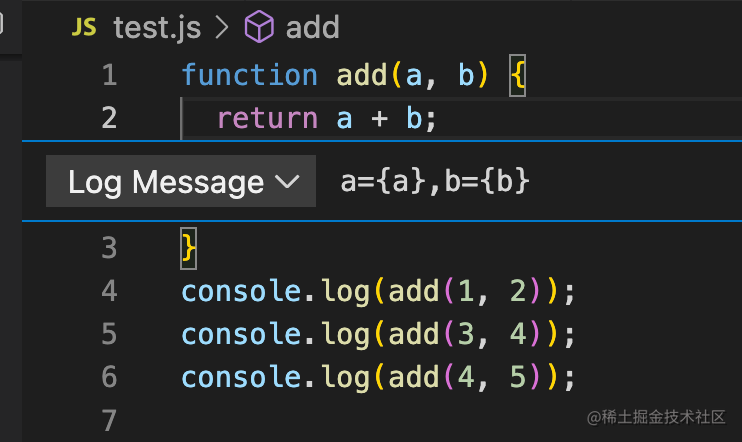 JS test.js > add
1 function add(a, b) {
2 return a + b;
Log Message a={a},b={b}
3 }
4 console.log(add(1, 2));
5 console.log(add(3, 4));
6 console.log(add(4, 5));
7
@稀土掘金技术社区